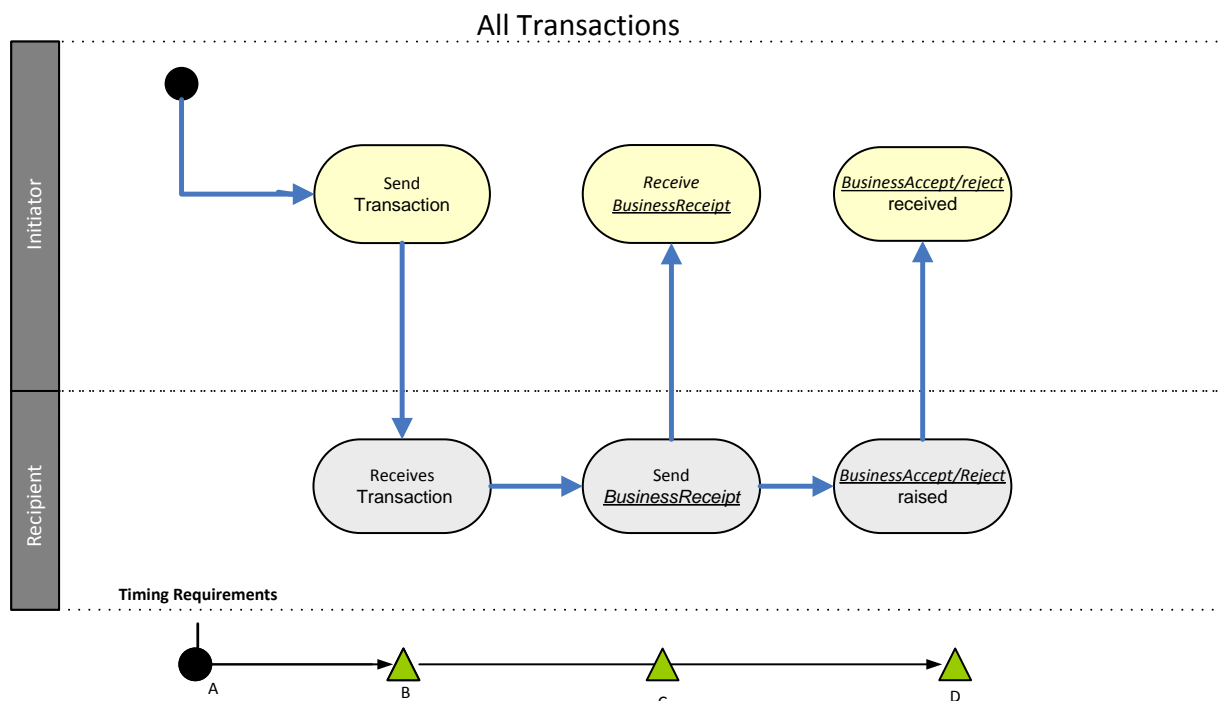 All Transactions
Initiator
Send
Transaction
Receive
BusinessReceipt
BusinessAccept/reject
received
Recipient
Receives
Transaction
Send
BusinessReceipt
BusinessAccept/Reject
raised
Timing Requirements
A
B
C
D